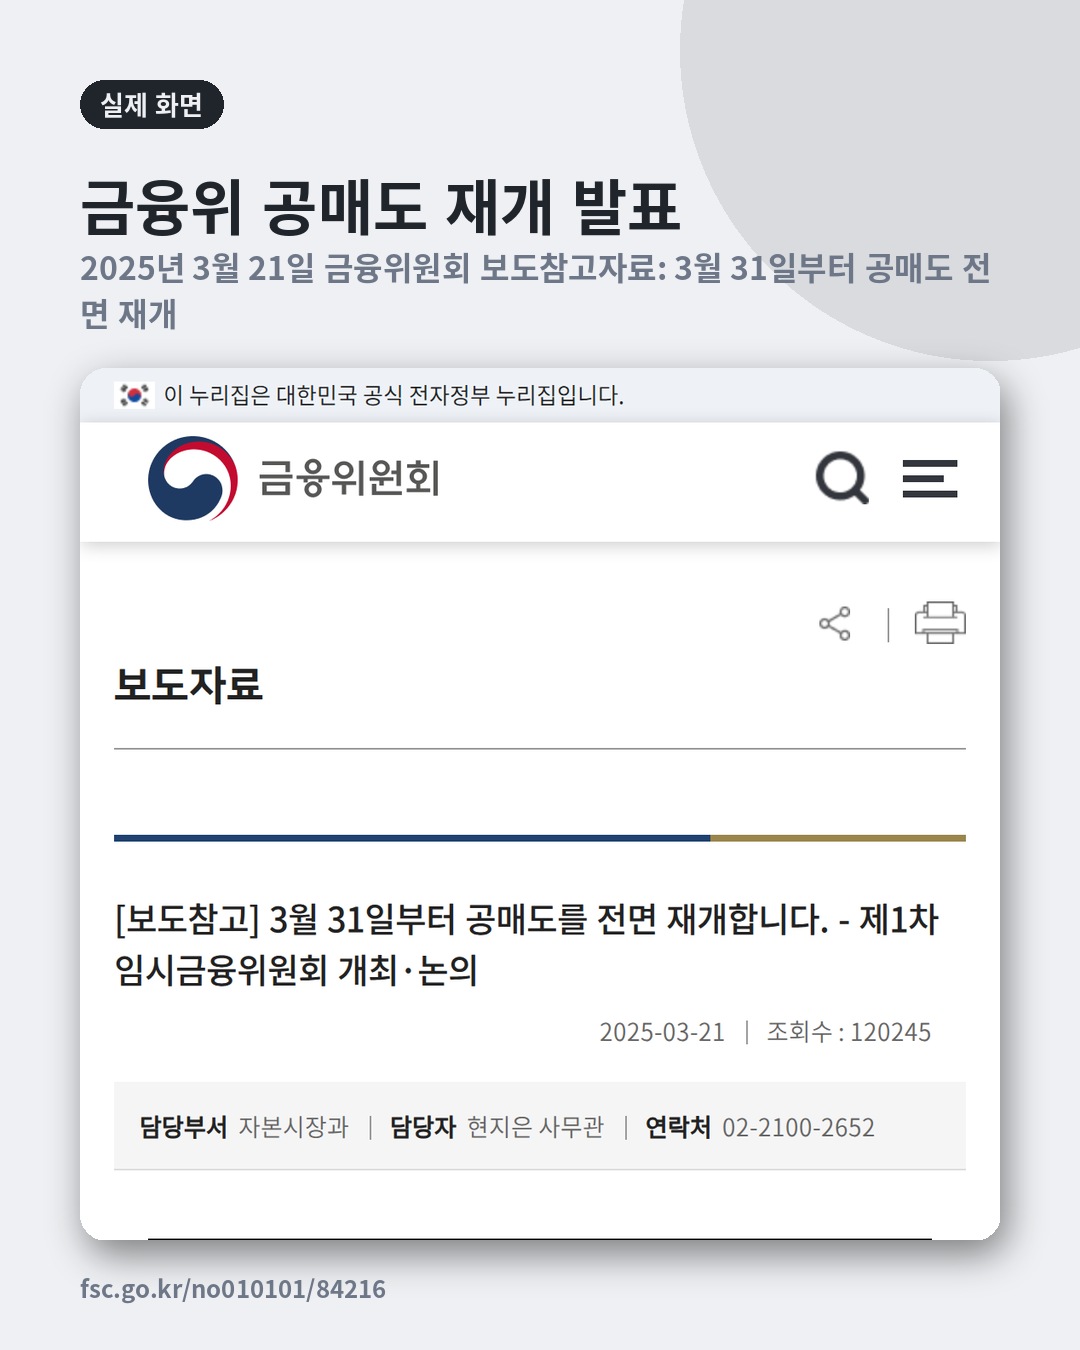 실제 화면
금융위 공매도 재개 발표
2025년 3월 21일 금융위원회 보도참고자료: 3월 31일부터 공매도 전
면 재개
이 누리집은 대한민국 공식 전자정부 누리집입니다.
금융위원회
보도자료
[보도참고] 3월 31일부터 공매도를 전면 재개합니다. - 제1차
임시금융위원회 개최·논의
2025-03-21 | 조회수 : 120245
담당부서 자본시장과 | 담당자 현지은 사무관 | 연락처 02-2100-2652
fsc.go.kr/no010101/84216